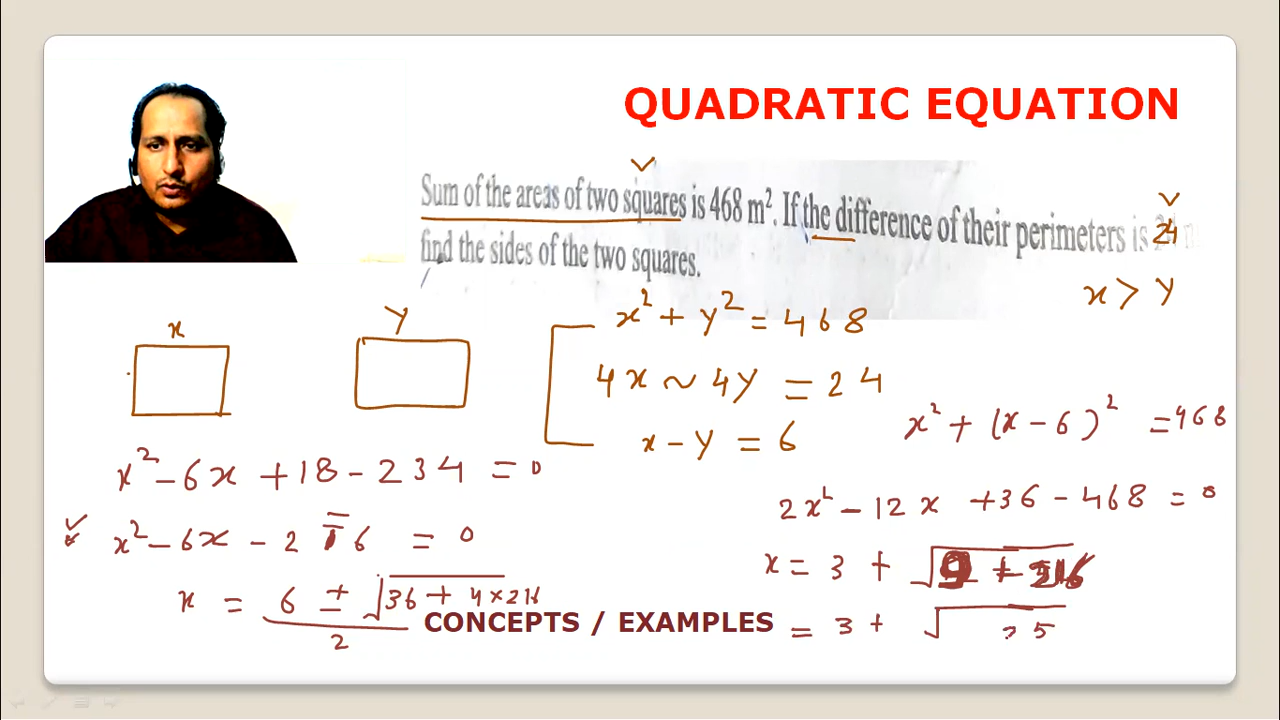 QUADRATIC EQUATION
Sum of the areas of two squares is 468 m². If the difference of their perimeters is 24
find the sides of the two squares.
x > y
x y
x² + y² = 468
4x ~ 4y = 24
x - y = 6
x² + (x - 6)² = 468
2x² - 12x + 36 - 468 = 0
x² - 6x + 18 - 234 = 0
x² - 6x - 216 = 0
x = 6 ± √36 + 4×216 / 2
x = 3 + √9 + 216
= 3 + √ 25
CONCEPTS / EXAMPLES